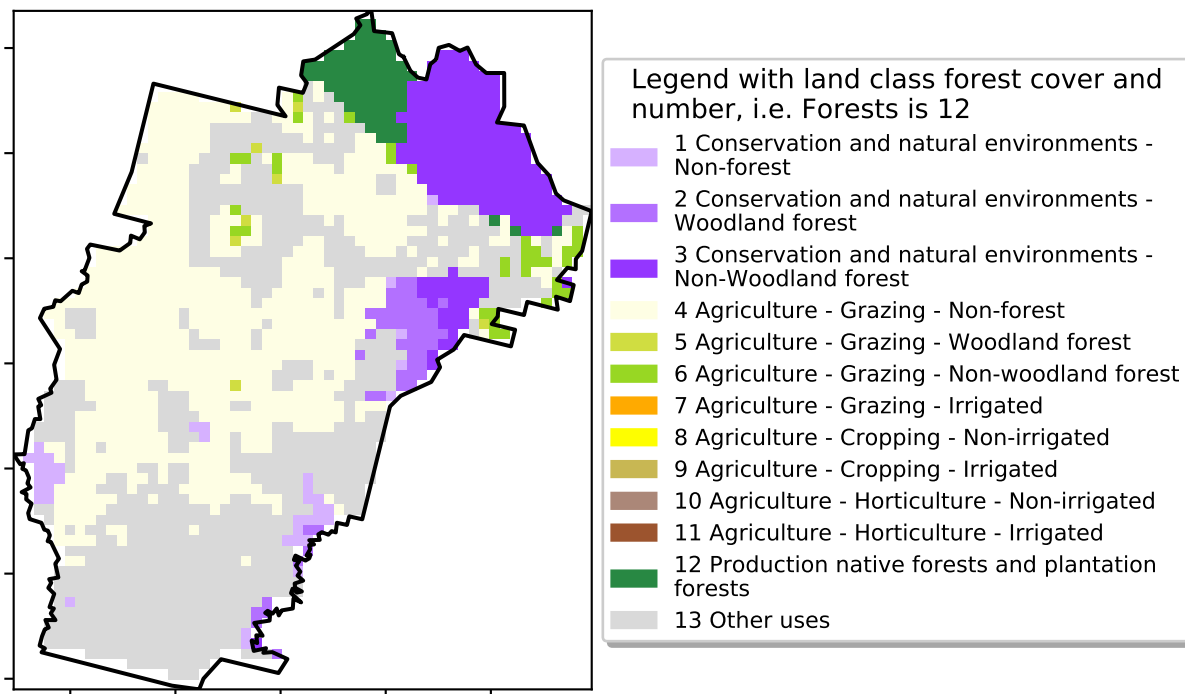 Legend with land class forest cover and
number, i.e. Forests is 12
1 Conservation and natural environments -
Non-forest
2 Conservation and natural environments -
Woodland forest
3 Conservation and natural environments -
Non-Woodland forest
4 Agriculture - Grazing - Non-forest
5 Agriculture - Grazing - Woodland forest
6 Agriculture - Grazing - Non-woodland forest
7 Agriculture - Grazing - Irrigated
8 Agriculture - Cropping - Non-irrigated
9 Agriculture - Cropping - Irrigated
10 Agriculture - Horticulture - Non-irrigated
11 Agriculture - Horticulture - Irrigated
12 Production native forests and plantation
forests
13 Other uses